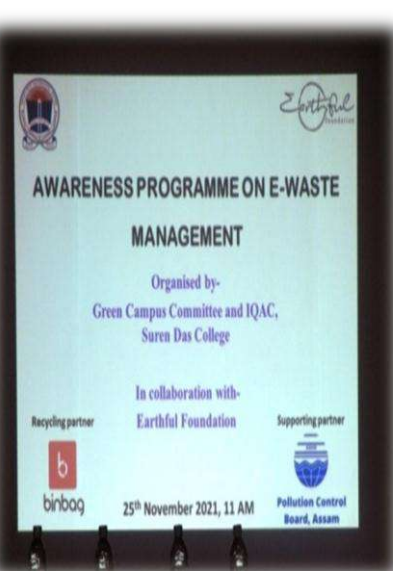 Earthful
foundation
AWARENESS PROGRAMME ON E-WASTE
MANAGEMENT
Organised by-
Green Campus Committee and IQAC,
Suren Das College
In collaboration with-
Earthful Foundation
Recycling partner
b
binbag
25th November 2021, 11 AM
Supporting partner
Pollution Control
Board, Assam